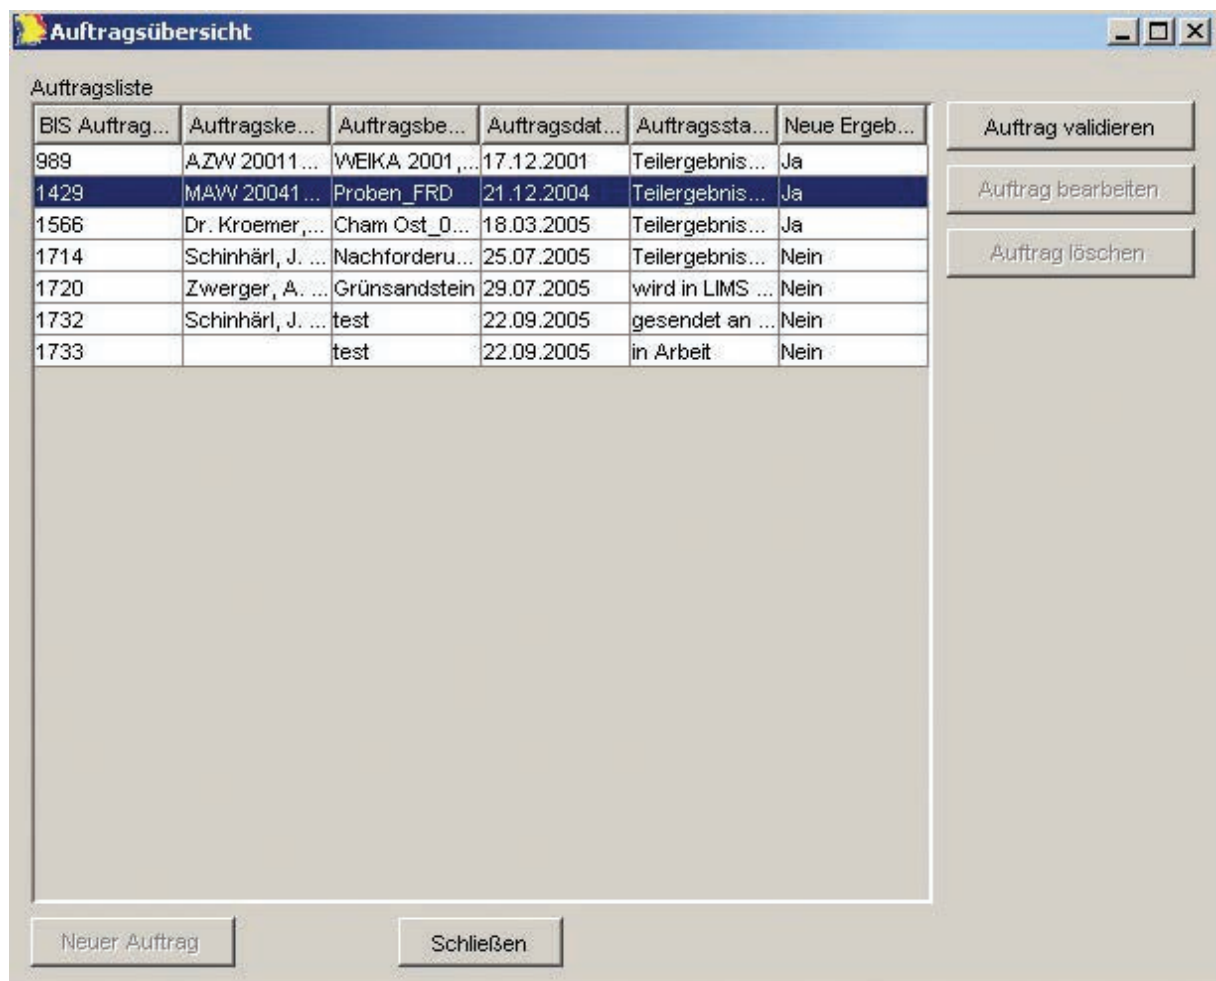 Auftragsübersicht
Auftragsliste
BIS Auftrag... Auftragske... Auftragsbe... Auftragsdat... Auftragssta... Neue Ergeb...
989 AZW 20011... WEIKA 2001,... 17.12.2001 Teilergebnis... Ja
1429 MAW 20041... Proben_FRD 21.12.2004 Teilergebnis... Ja
1566 Dr. Kroemer,... Cham Ost_0... 18.03.2005 Teilergebnis... Ja
1714 Schinhärl, J. ... Nachforderu... 25.07.2005 Teilergebnis... Nein
1720 Zwerger, A. ... Grünsandstein 29.07.2005 wird in LIMS ... Nein
1732 Schinhärl, J. ... test 22.09.2005 gesendet an ... Nein
1733 test 22.09.2005 in Arbeit Nein
Auftrag validieren
Auftrag bearbeiten
Auftrag löschen
Neuer Auftrag
Schließen